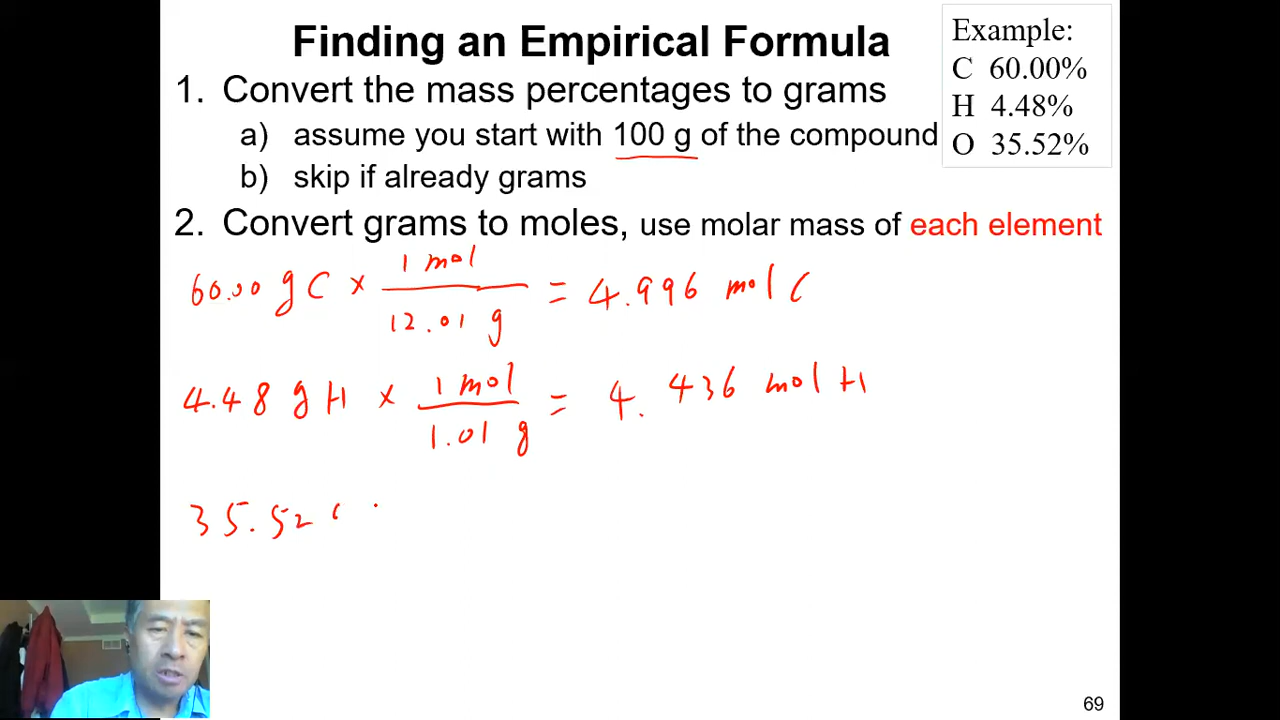 Finding an Empirical Formula
Example:
C 60.00%
H 4.48%
O 35.52%
1. Convert the mass percentages to grams
a) assume you start with 100 g of the compound
b) skip if already grams
2. Convert grams to moles, use molar mass of each element
60.00 g C × 1 mol / 12.01 g = 4.996 mol C
4.48 g H × 1 mol / 1.01 g = 4.436 mol H
35.52
69